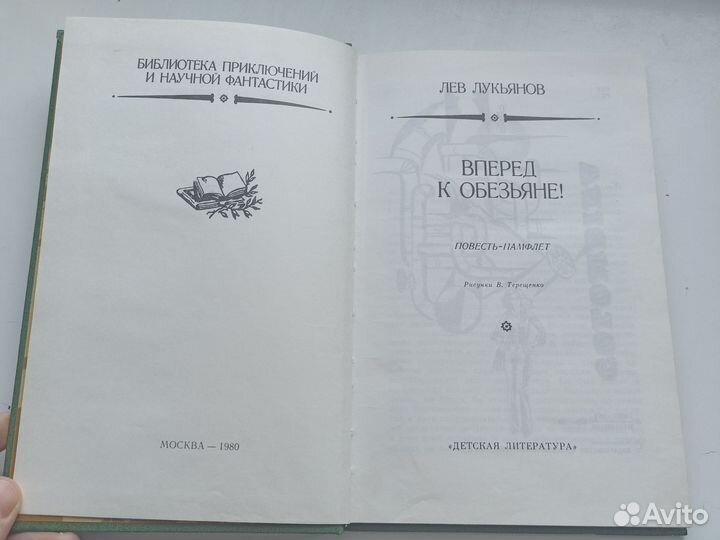 БИБЛИОТЕКА ПРИКЛЮЧЕНИЙ
И НАУЧНОЙ ФАНТАСТИКИ
МОСКВА — 1980
ЛЕВ ЛУКЬЯНОВ
ВПЕРЕД
К ОБЕЗЬЯНЕ!
ПОВЕСТЬ-ПАМФЛЕТ
Рисунки В. Терещенко
«ДЕТСКАЯ ЛИТЕРАТУРА»
Avito